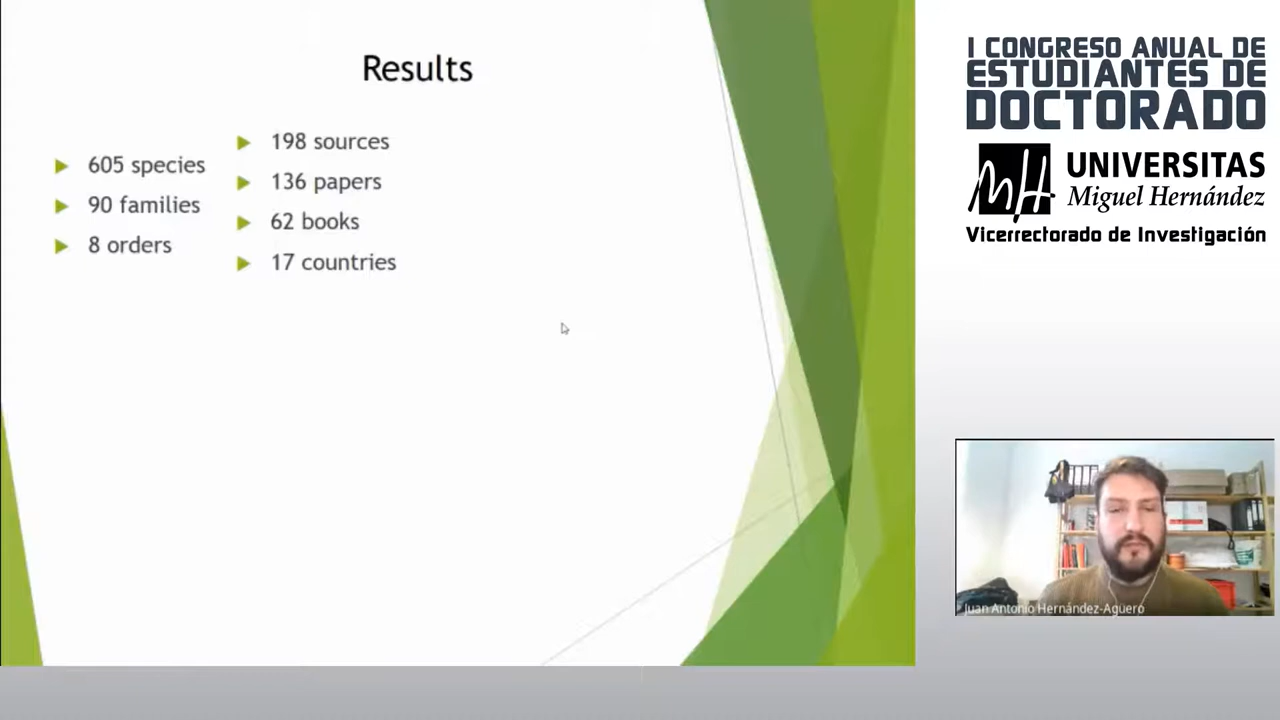 Results
605 species
90 families
8 orders
198 sources
136 papers
62 books
17 countries
I CONGRESO ANUAL DE
ESTUDIANTES DE
DOCTORADO
UNIVERSITAS
Miguel Hernández
Vicerrectorado de Investigación
Juan Antonio Hernández-Agüero